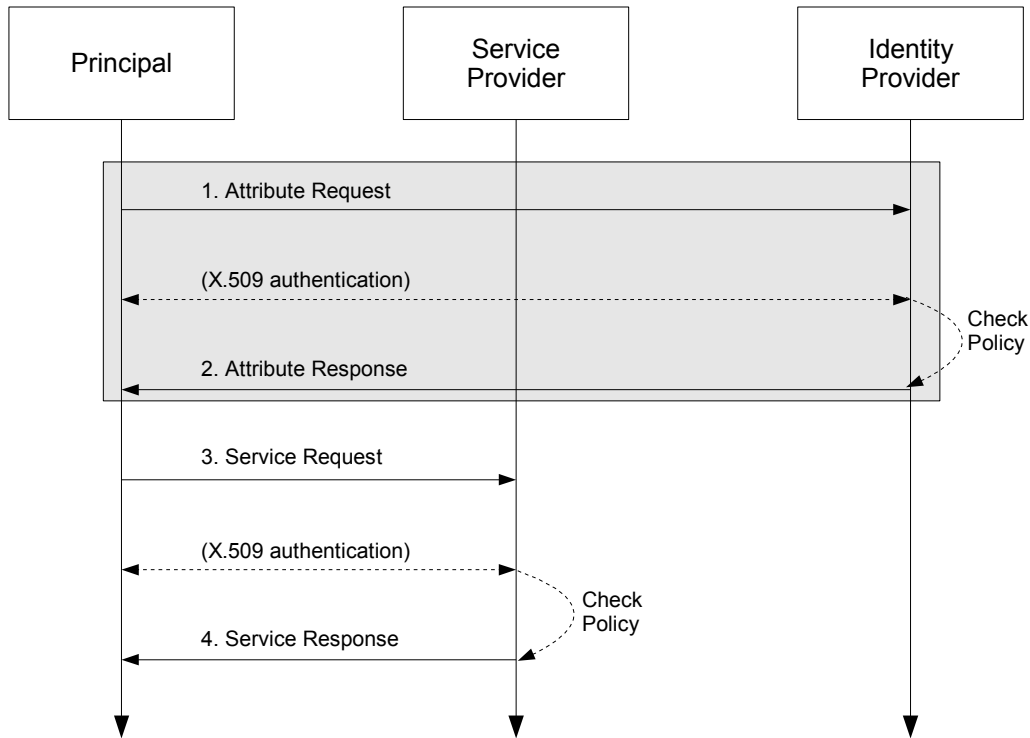 Principal
Service
Provider
Identity
Provider
1. Attribute Request
(X.509 authentication)
Check
Policy
2. Attribute Response
3. Service Request
(X.509 authentication)
Check
Policy
4. Service Response